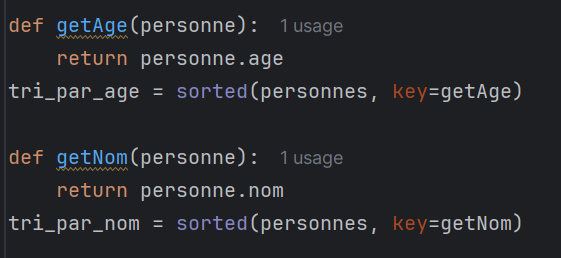 def getAge(personne): 1 usage
    return personne.age
tri_par_age = sorted(personnes, key=getAge)

def getNom(personne): 1 usage
    return personne.nom
tri_par_nom = sorted(personnes, key=getNom)